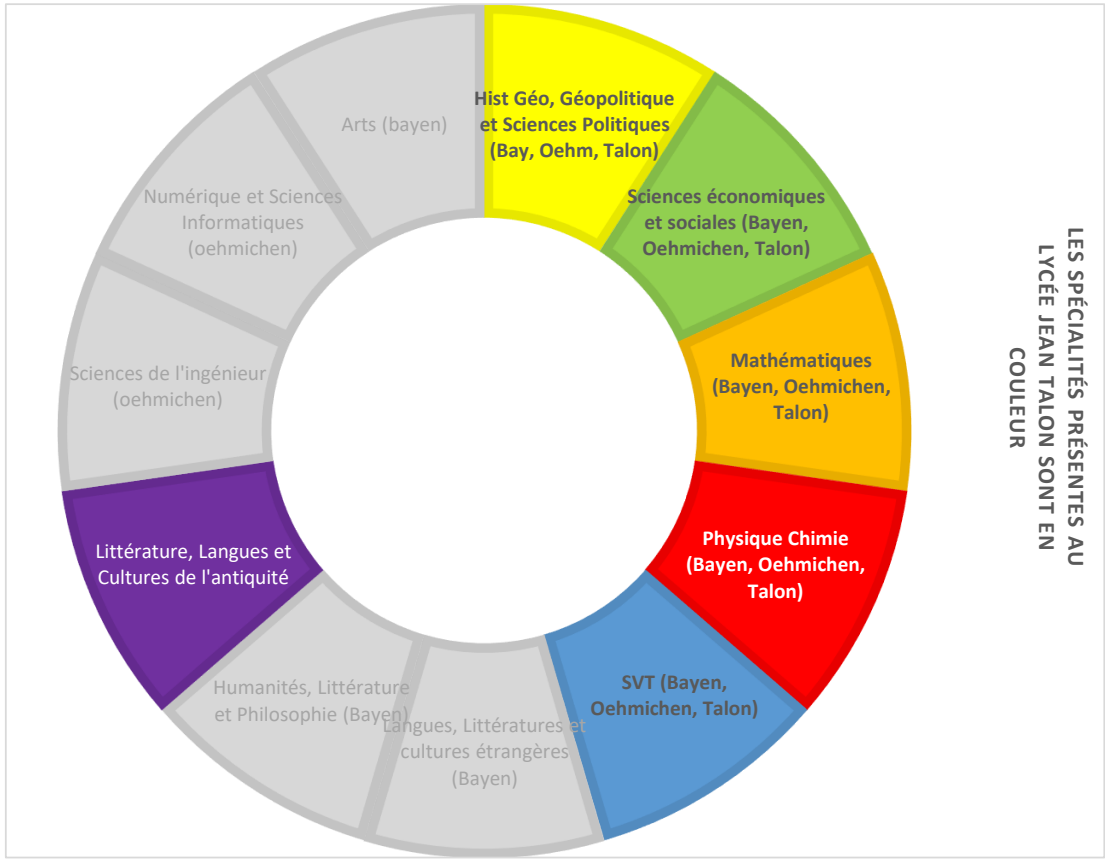 Hist Géo, Géopolitique
et Sciences Politiques
(Bay, Oehm, Talon)
Sciences économiques
et sociales (Bayen,
Oehmichen, Talon)
Mathématiques
(Bayen, Oehmichen,
Talon)
Physique Chimie
(Bayen, Oehmichen,
Talon)
SVT (Bayen,
Oehmichen, Talon)
Langues, Littératures et
cultures étrangères
(Bayen)
Humanités, Littérature
et Philosophie (Bayen)
Littérature, Langues et
Cultures de l'antiquité
Sciences de l'ingénieur
(oehmichen)
Numérique et Sciences
Informatiques
(oehmichen)
Arts (bayen)
LES SPÉCIALITÉS PRÉSENTES AU
LYCÉE JEAN TALON SONT EN
COULEUR